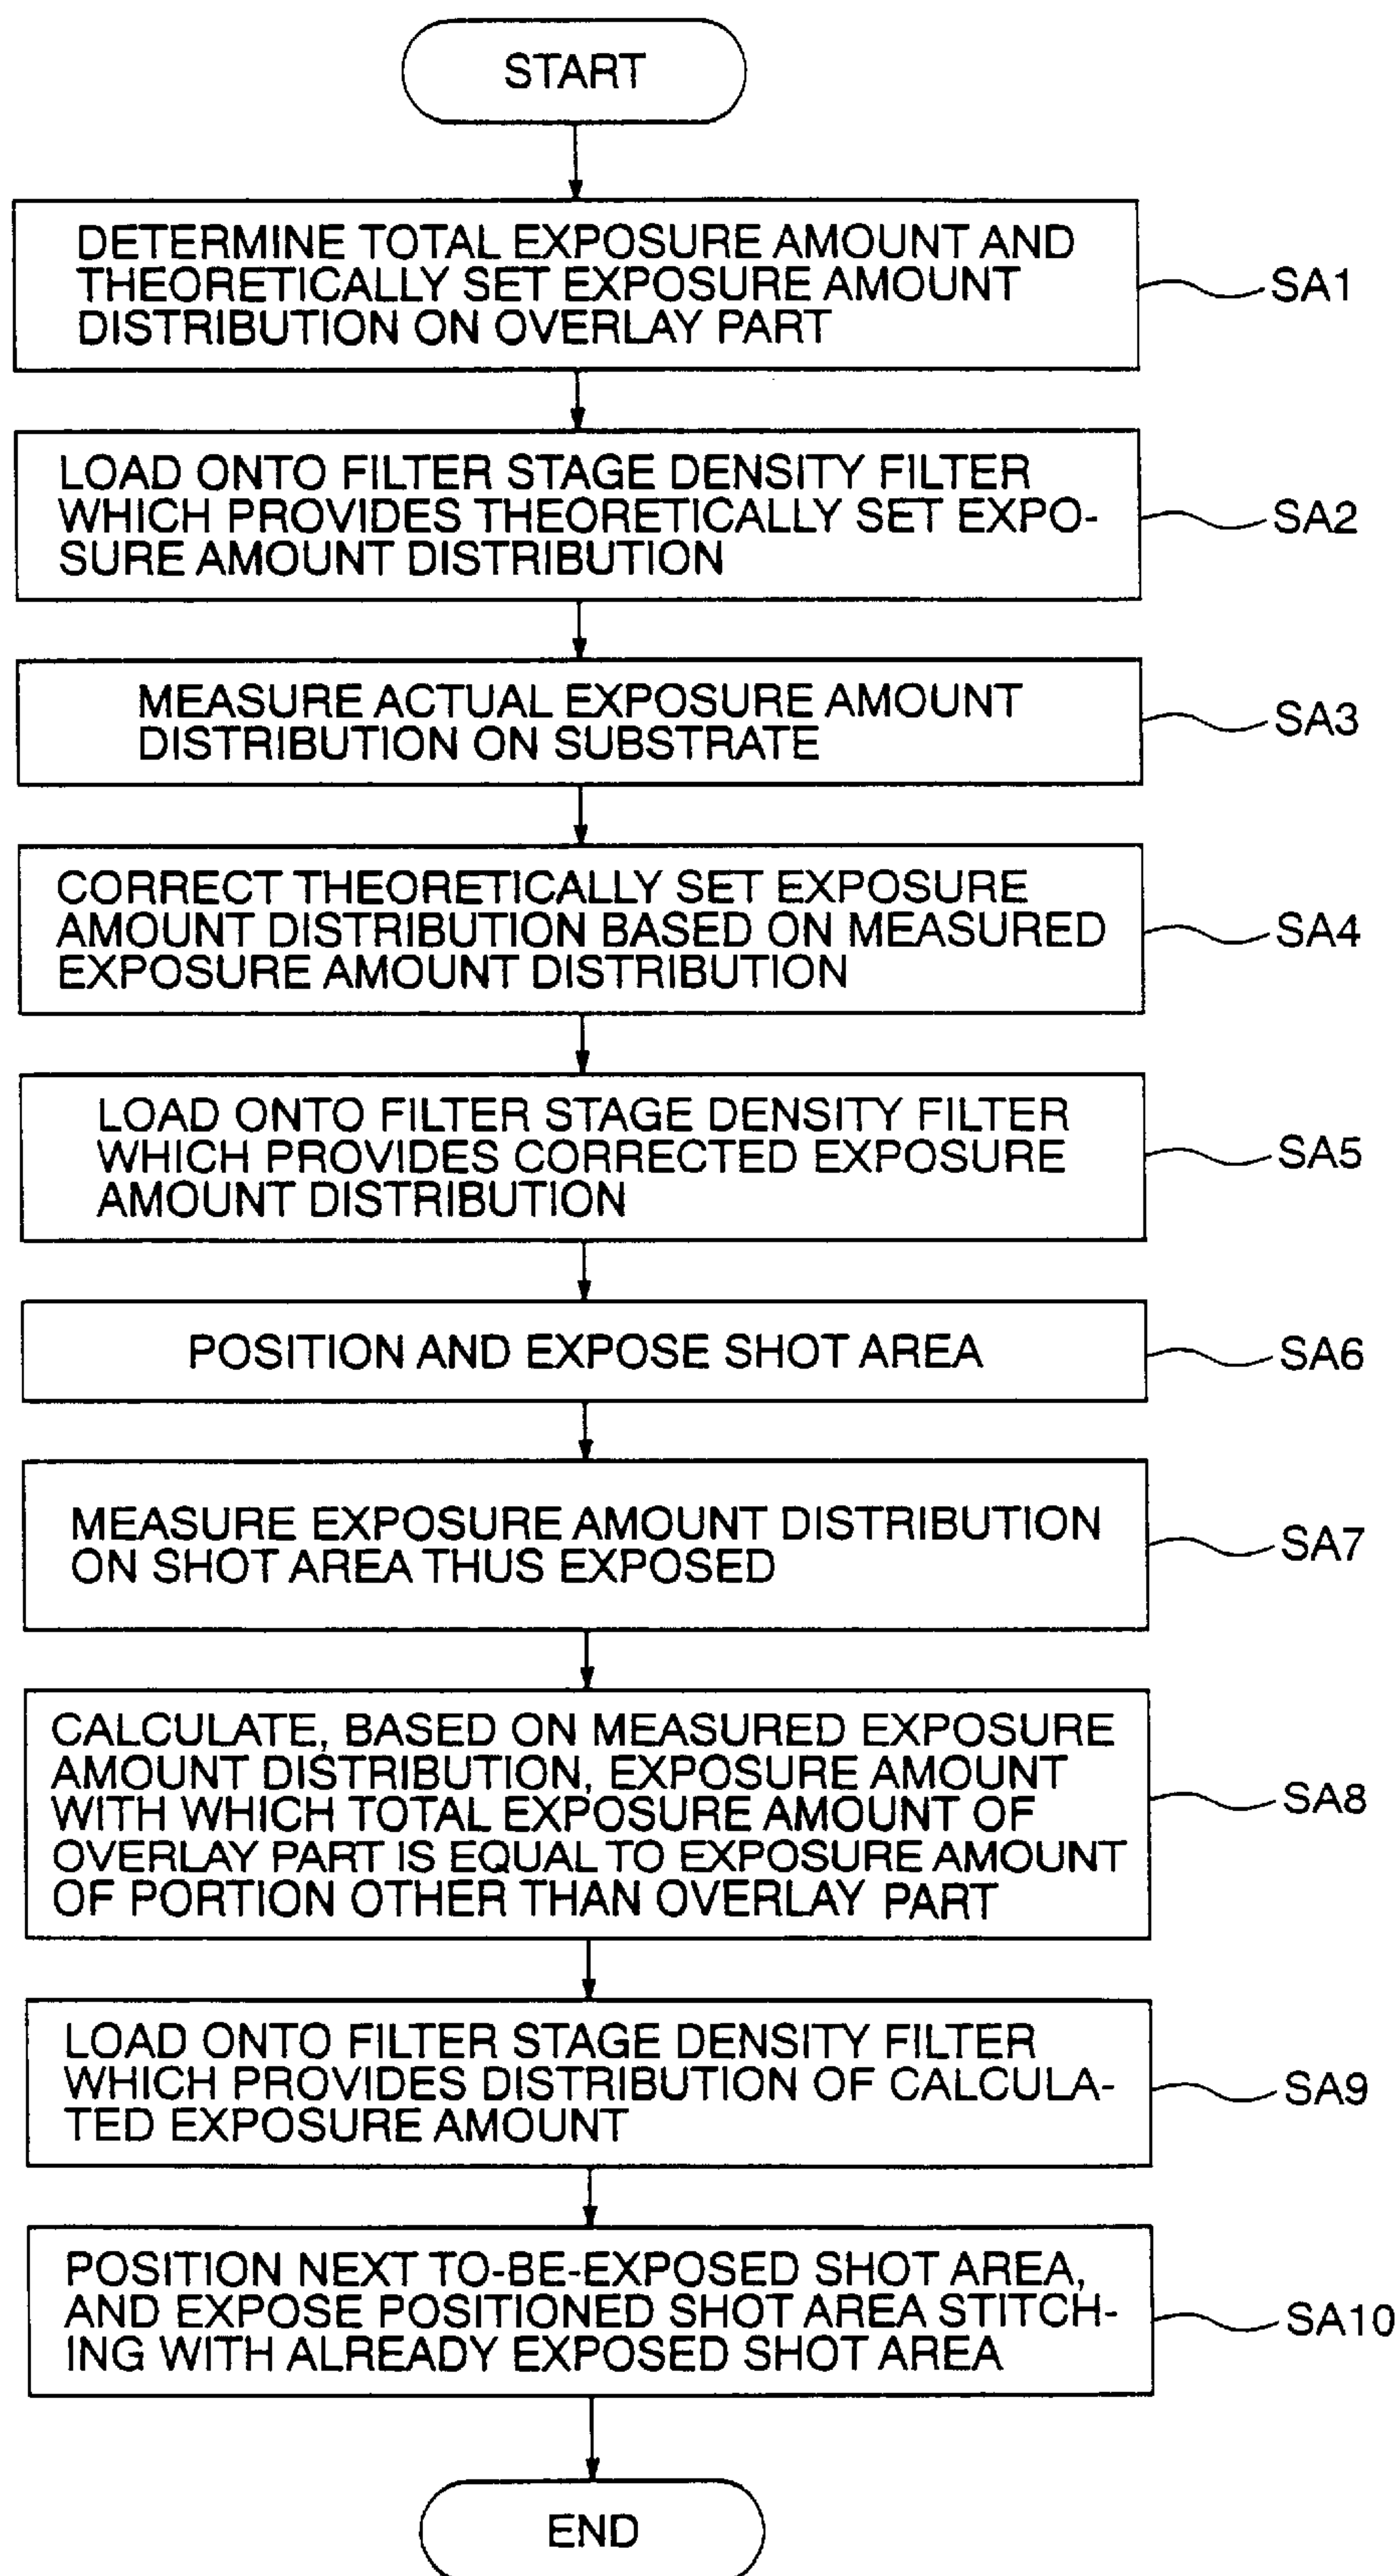 START
DETERMINE TOTAL EXPOSURE AMOUNT AND
THEORETICALLY SET EXPOSURE AMOUNT
DISTRIBUTION ON OVERLAY PART
SA1
LOAD ONTO FILTER STAGE DENSITY FILTER
WHICH PROVIDES THEORETICALLY SET EXPO-
SURE AMOUNT DISTRIBUTION
SA2
MEASURE ACTUAL EXPOSURE AMOUNT
DISTRIBUTION ON SUBSTRATE
SA3
CORRECT THEORETICALLY SET EXPOSURE
AMOUNT DISTRIBUTION BASED ON MEASURED
EXPOSURE AMOUNT DISTRIBUTION
SA4
LOAD ONTO FILTER STAGE DENSITY FILTER
WHICH PROVIDES CORRECTED EXPOSURE
AMOUNT DISTRIBUTION
SA5
POSITION AND EXPOSE SHOT AREA
SA6
MEASURE EXPOSURE AMOUNT DISTRIBUTION
ON SHOT AREA THUS EXPOSED
SA7
CALCULATE, BASED ON MEASURED EXPOSURE
AMOUNT DISTRIBUTION, EXPOSURE AMOUNT
WITH WHICH TOTAL EXPOSURE AMOUNT OF
OVERLAY PART IS EQUAL TO EXPOSURE AMOUNT
OF PORTION OTHER THAN OVERLAY PART
SA8
LOAD ONTO FILTER STAGE DENSITY FILTER
WHICH PROVIDES DISTRIBUTION OF CALCULA-
TED EXPOSURE AMOUNT
SA9
POSITION NEXT TO-BE-EXPOSED SHOT AREA,
AND EXPOSE POSITIONED SHOT AREA STITCH-
ING WITH ALREADY EXPOSED SHOT AREA
SA10
END